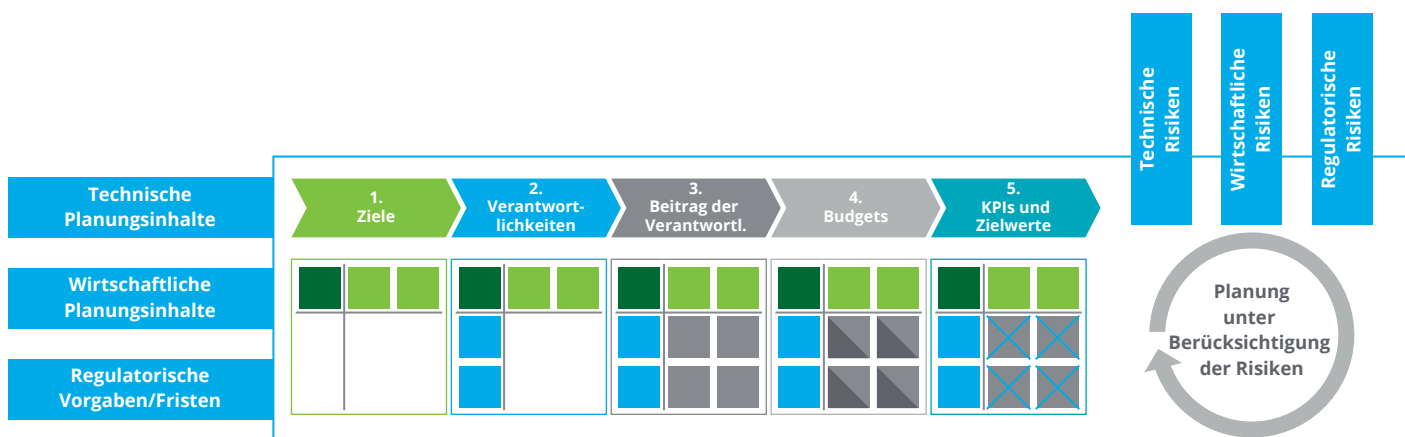 Technische
Risiken
Wirtschaftliche
Risiken
Regulatorische
Risiken
Technische
Planungsinhalte
1.
Ziele
2.
Verantwort-
lichkeiten
3.
Beitrag der
Verantwortl.
4.
Budgets
5.
KPIs und
Zielwerte
Wirtschaftliche
Planungsinhalte
Regulatorische
Vorgaben/Fristen
Planung
unter
Berücksichtigung
der Risiken